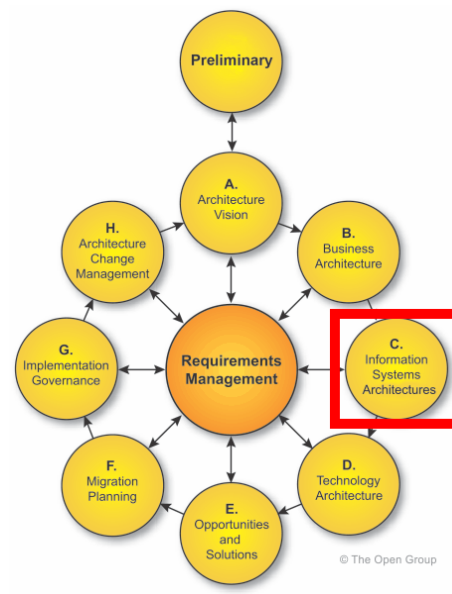 Preliminary
A.
Architecture
Vision
B.
Business
Architecture
C.
Information
Systems
Architectures
D.
Technology
Architecture
E.
Opportunities
and
Solutions
F.
Migration
Planning
G.
Implementation
Governance
H.
Architecture
Change
Management
Requirements
Management
© The Open Group